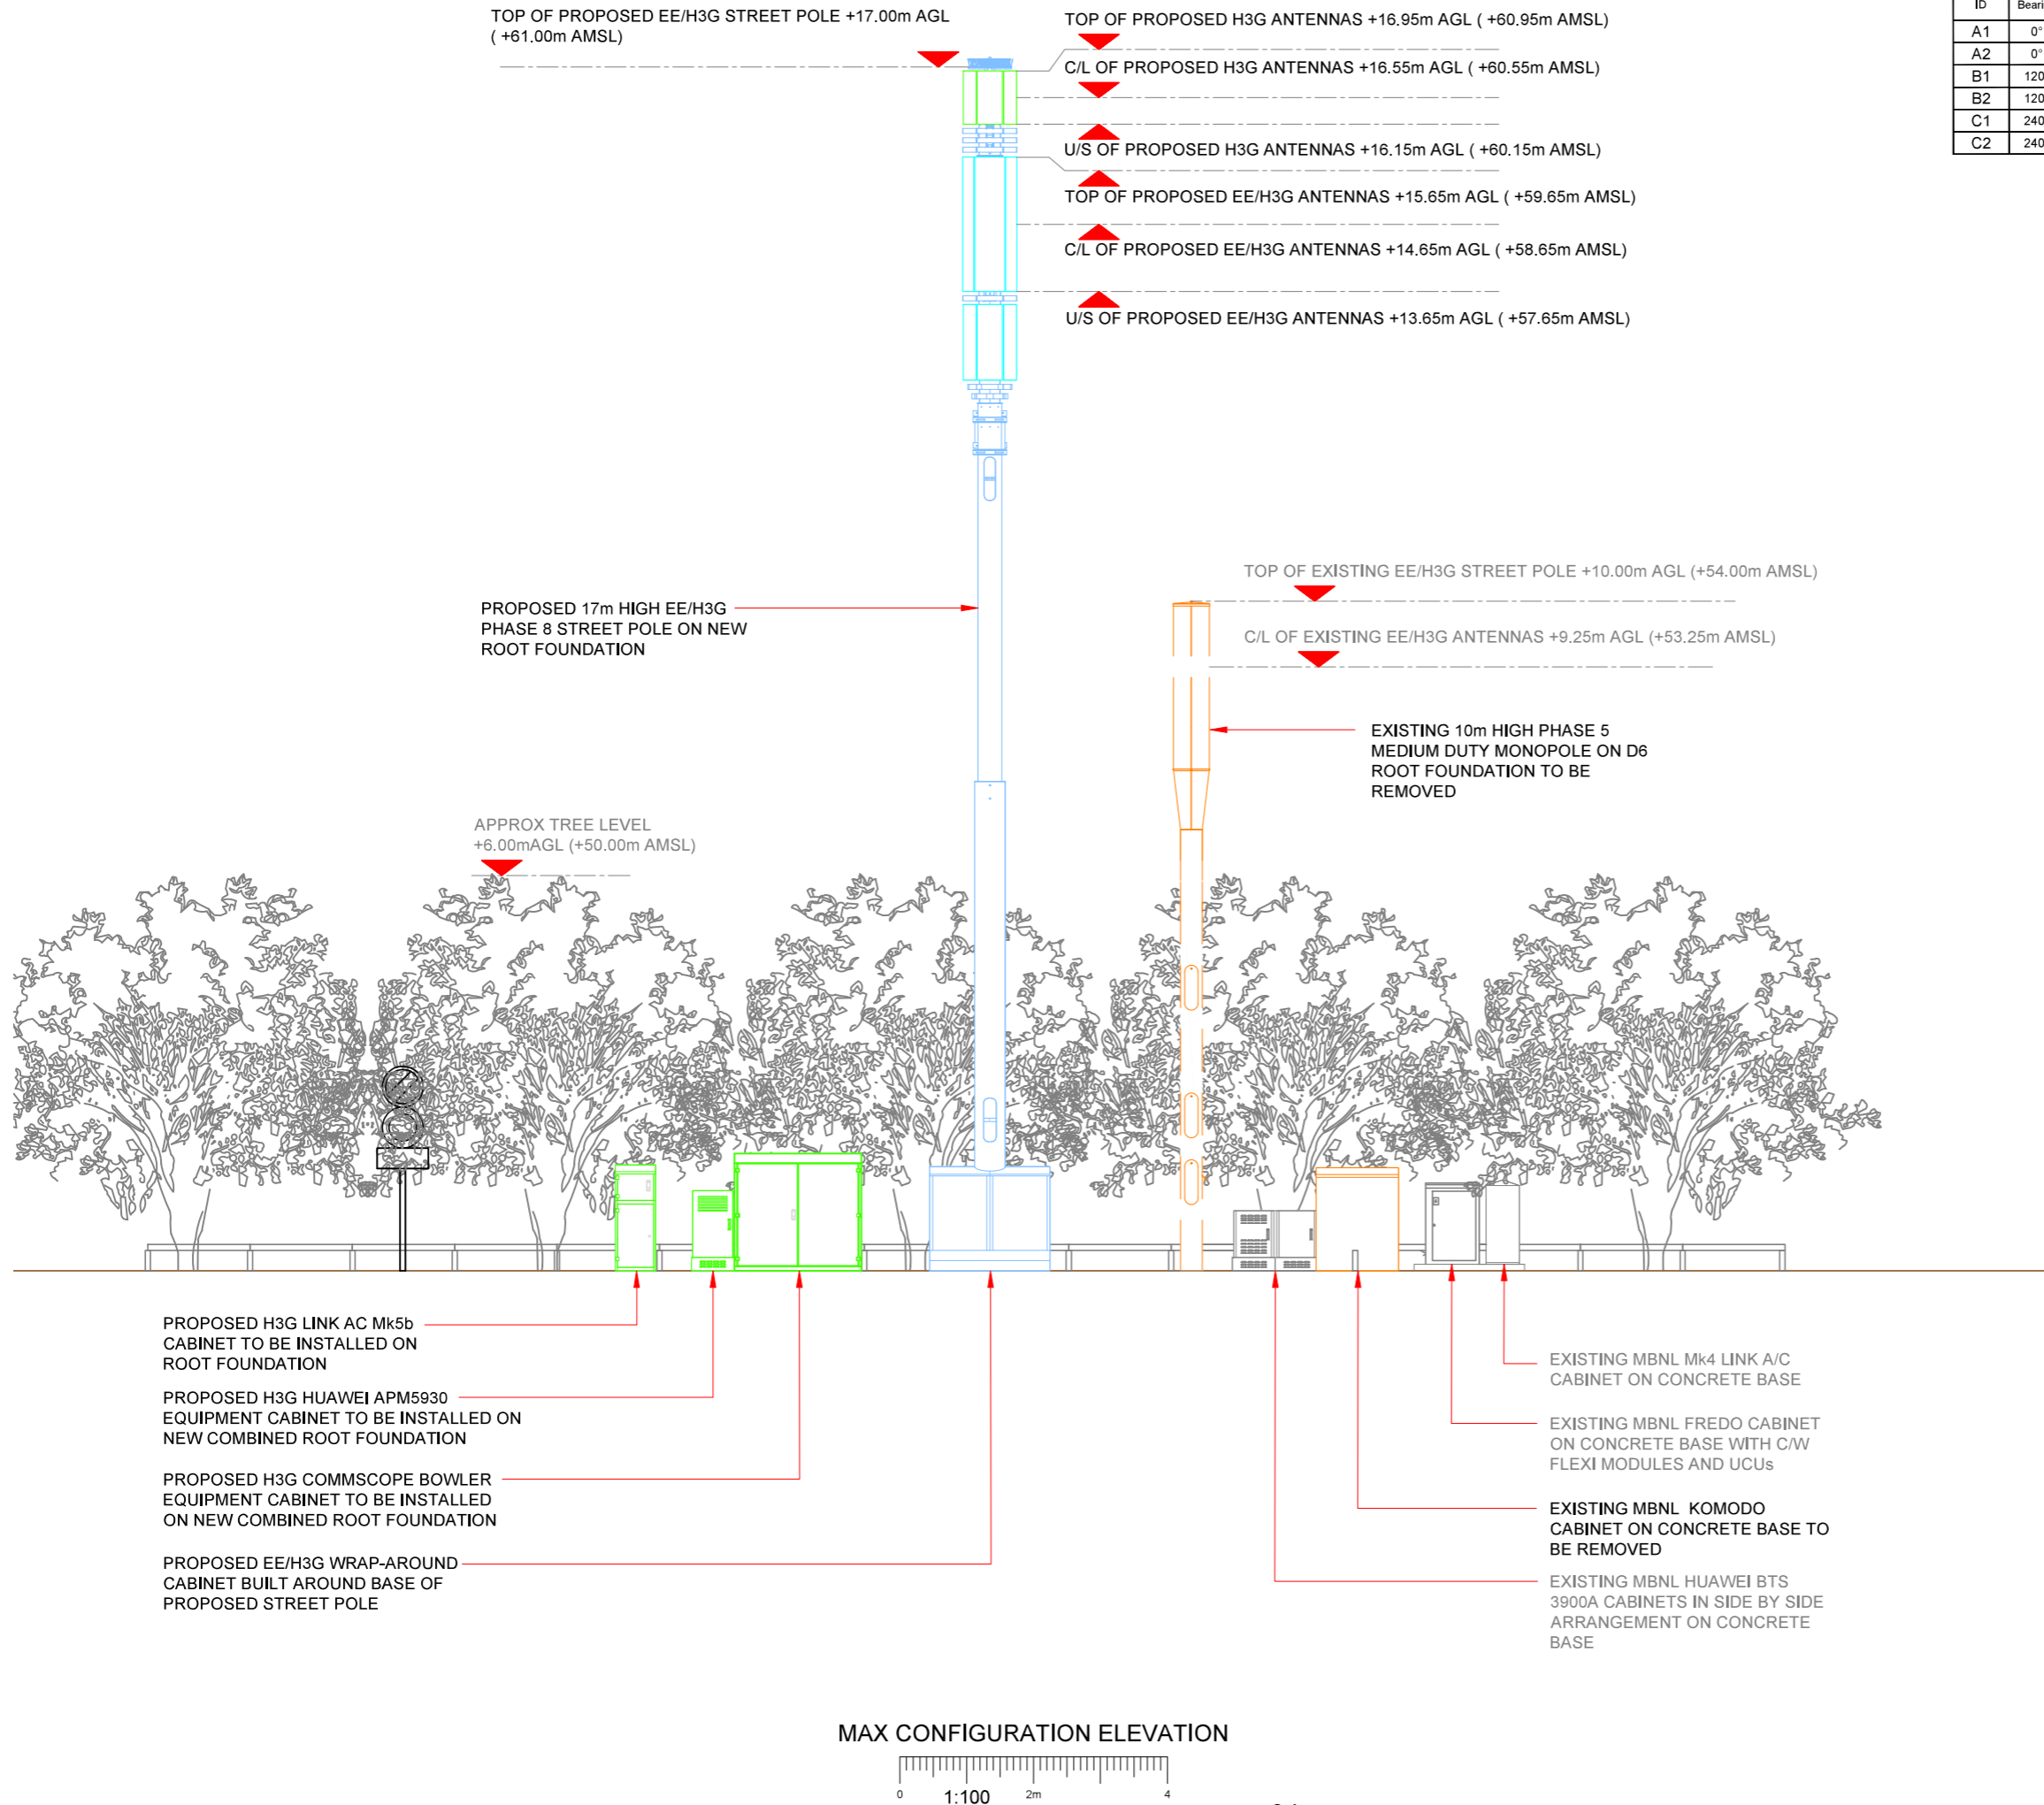 TOP OF PROPOSED EE/H3G STREET POLE +17.00m AGL
( +61.00m AMSL)
TOP OF PROPOSED H3G ANTENNAS +16.95m AGL ( +60.95m AMSL)
C/L OF PROPOSED H3G ANTENNAS +16.55m AGL ( +60.55m AMSL)
U/S OF PROPOSED H3G ANTENNAS +16.15m AGL ( +60.15m AMSL)
TOP OF PROPOSED EE/H3G ANTENNAS +15.65m AGL ( +59.65m AMSL)
C/L OF PROPOSED EE/H3G ANTENNAS +14.65m AGL ( +58.65m AMSL)
U/S OF PROPOSED EE/H3G ANTENNAS +13.65m AGL ( +57.65m AMSL)
ID
A1 0°
A2 0°
B1 120
B2 120
C1 240
C2 240
PROPOSED 17m HIGH EE/H3G
PHASE 8 STREET POLE ON NEW
ROOT FOUNDATION
TOP OF EXISTING EE/H3G STREET POLE +10.00m AGL (+54.00m AMSL)
C/L OF EXISTING EE/H3G ANTENNAS +9.25m AGL (+53.25m AMSL)
EXISTING 10m HIGH PHASE 5
MEDIUM DUTY MONOPOLE ON D6
ROOT FOUNDATION TO BE
REMOVED
APPROX TREE LEVEL
+6.00mAGL (+50.00m AMSL)
PROPOSED H3G LINK AC Mk5b
CABINET TO BE INSTALLED ON
ROOT FOUNDATION
PROPOSED H3G HUAWEI APM5930
EQUIPMENT CABINET TO BE INSTALLED ON
NEW COMBINED ROOT FOUNDATION
PROPOSED H3G COMMSCOPE BOWLER
EQUIPMENT CABINET TO BE INSTALLED
ON NEW COMBINED ROOT FOUNDATION
PROPOSED EE/H3G WRAP-AROUND
CABINET BUILT AROUND BASE OF
PROPOSED STREET POLE
EXISTING MBNL Mk4 LINK A/C
CABINET ON CONCRETE BASE
EXISTING MBNL FREDO CABINET
ON CONCRETE BASE WITH C/W
FLEXI MODULES AND UCUs
EXISTING MBNL KOMODO
CABINET ON CONCRETE BASE TO
BE REMOVED
EXISTING MBNL HUAWEI BTS
3900A CABINETS IN SIDE BY SIDE
ARRANGEMENT ON CONCRETE
BASE
MAX CONFIGURATION ELEVATION
0 1:100 2m 4